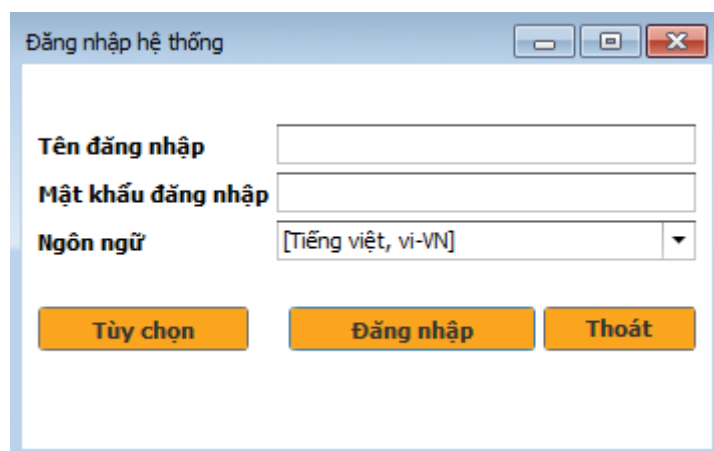 Đăng nhập hệ thống
Tên đăng nhập
Mật khẩu đăng nhập
Ngôn ngữ [Tiếng việt, vi-VN]
Tùy chọn Đăng nhập Thoát